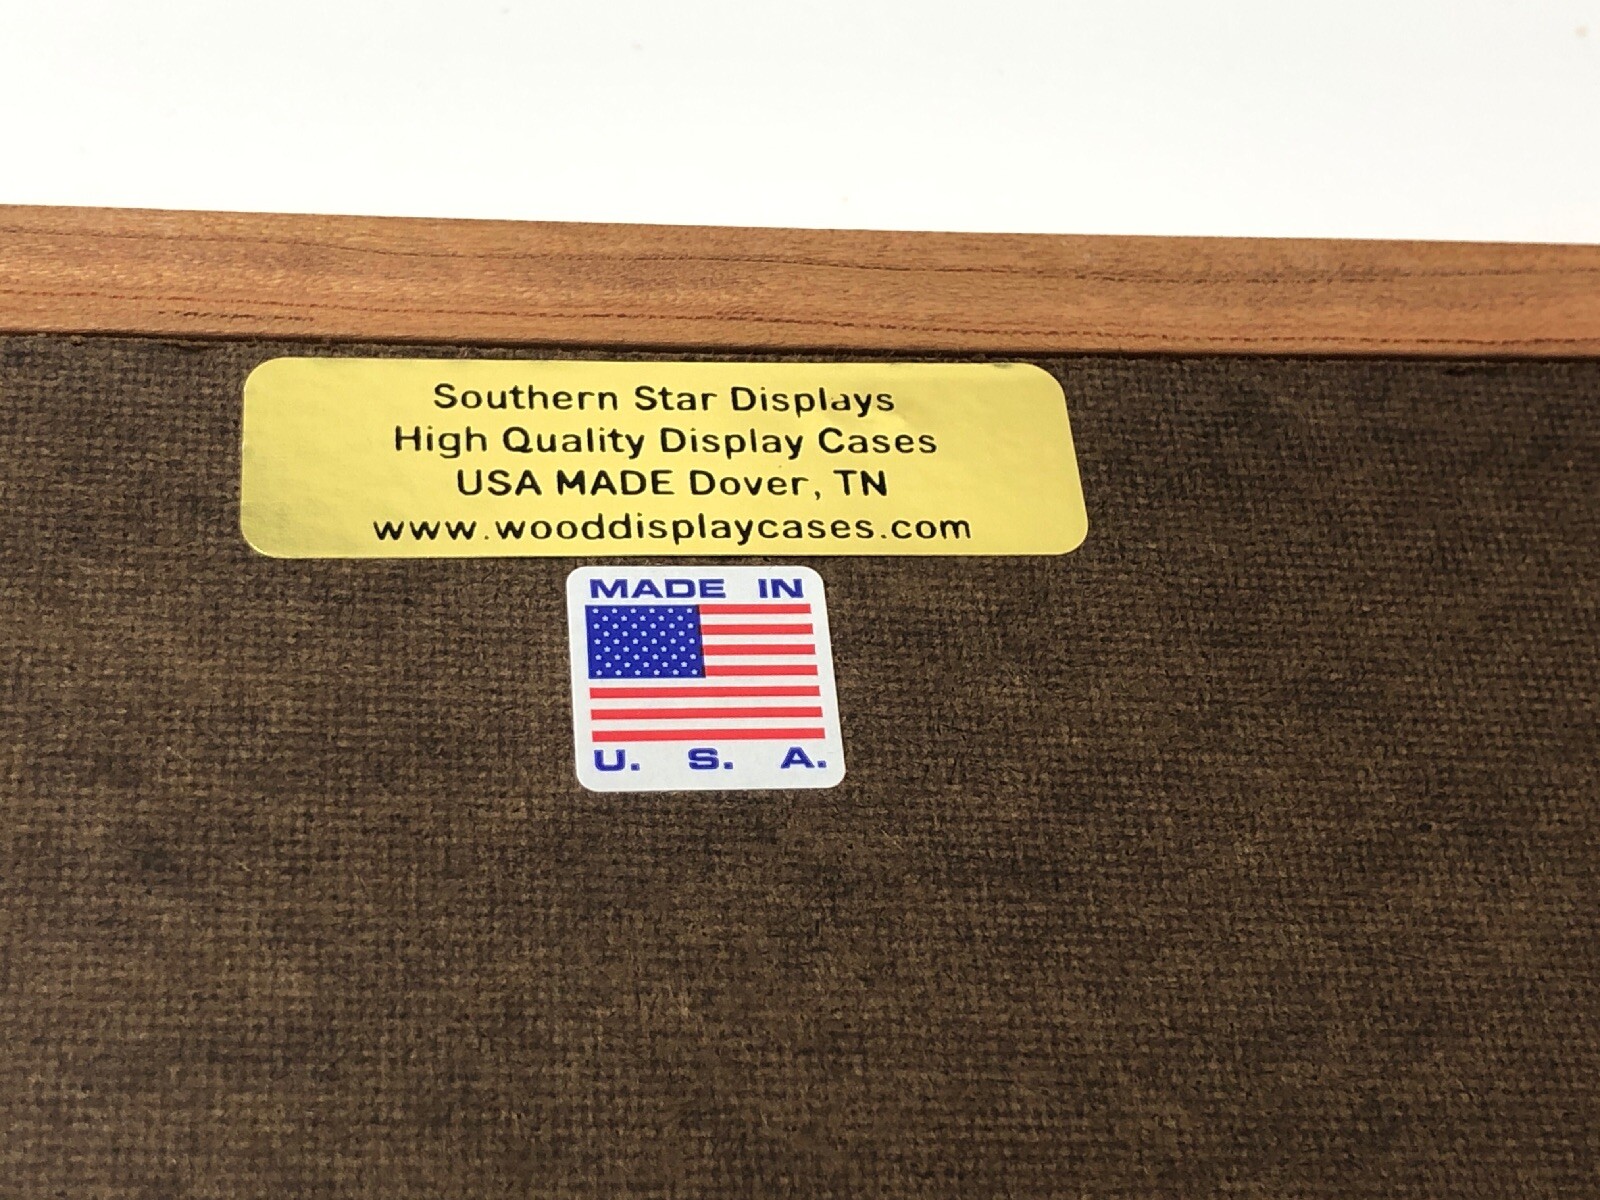 Southern Star Displays
High Quality Display Cases
USA MADE Dover, TN
www.wooddisplaycases.com
MADE IN
U. S. A.